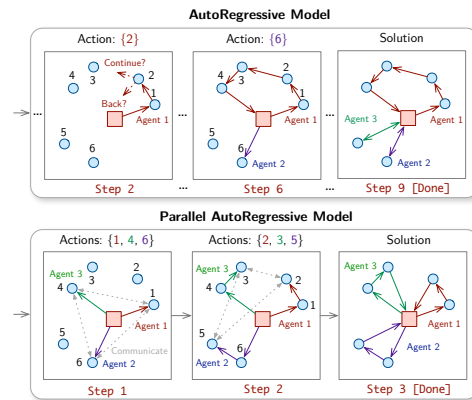 AutoRegressive Model
Action: {2}
Action: {6}
Solution
Continue?
4
3
2
1
Back?
Agent 1
5
6
Step 2
4
3
2
1
Agent 1
5
6
Agent 2
Step 6
Agent 3
Agent 1
Agent 2
Step 9 [Done]
...
...
...
...
Parallel AutoRegressive Model
Actions: {1, 4, 6}
Actions: {2, 3, 5}
Solution
Agent 3
3
2
4
1
Agent 1
5
Communicate
6
Agent 2
Step 1
Agent 3
3
2
4
1
Agent 1
5
6
Agent 2
Step 2
Agent 3
Agent 1
Agent 2
Step 3 [Done]